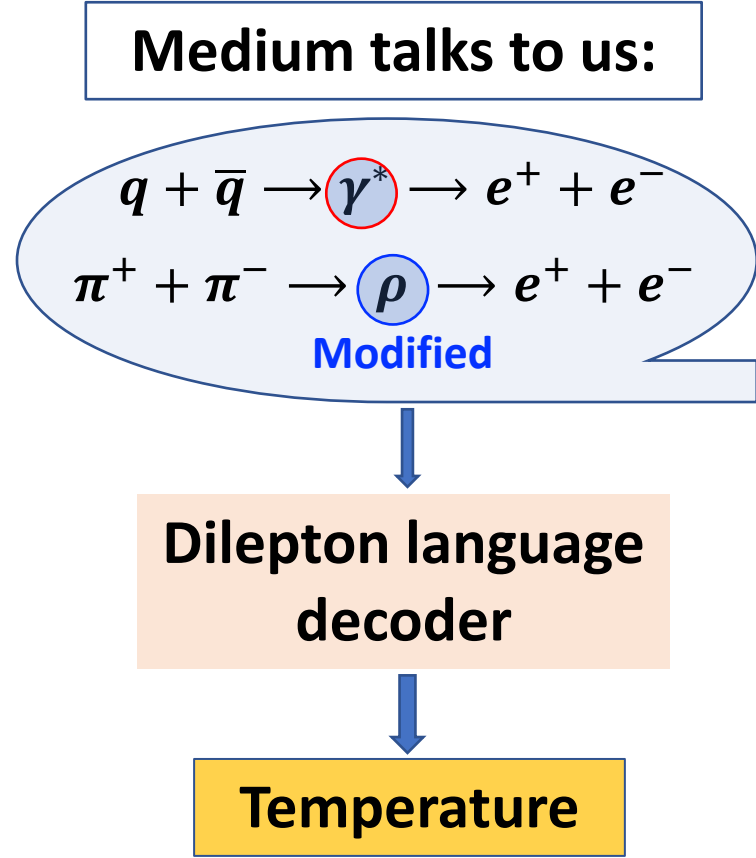 Medium talks to us:
q + q̅ ⟶ γ* ⟶ e⁺ + e⁻
π⁺ + π⁻ ⟶ ρ ⟶ e⁺ + e⁻
Modified
Dilepton language
decoder
Temperature